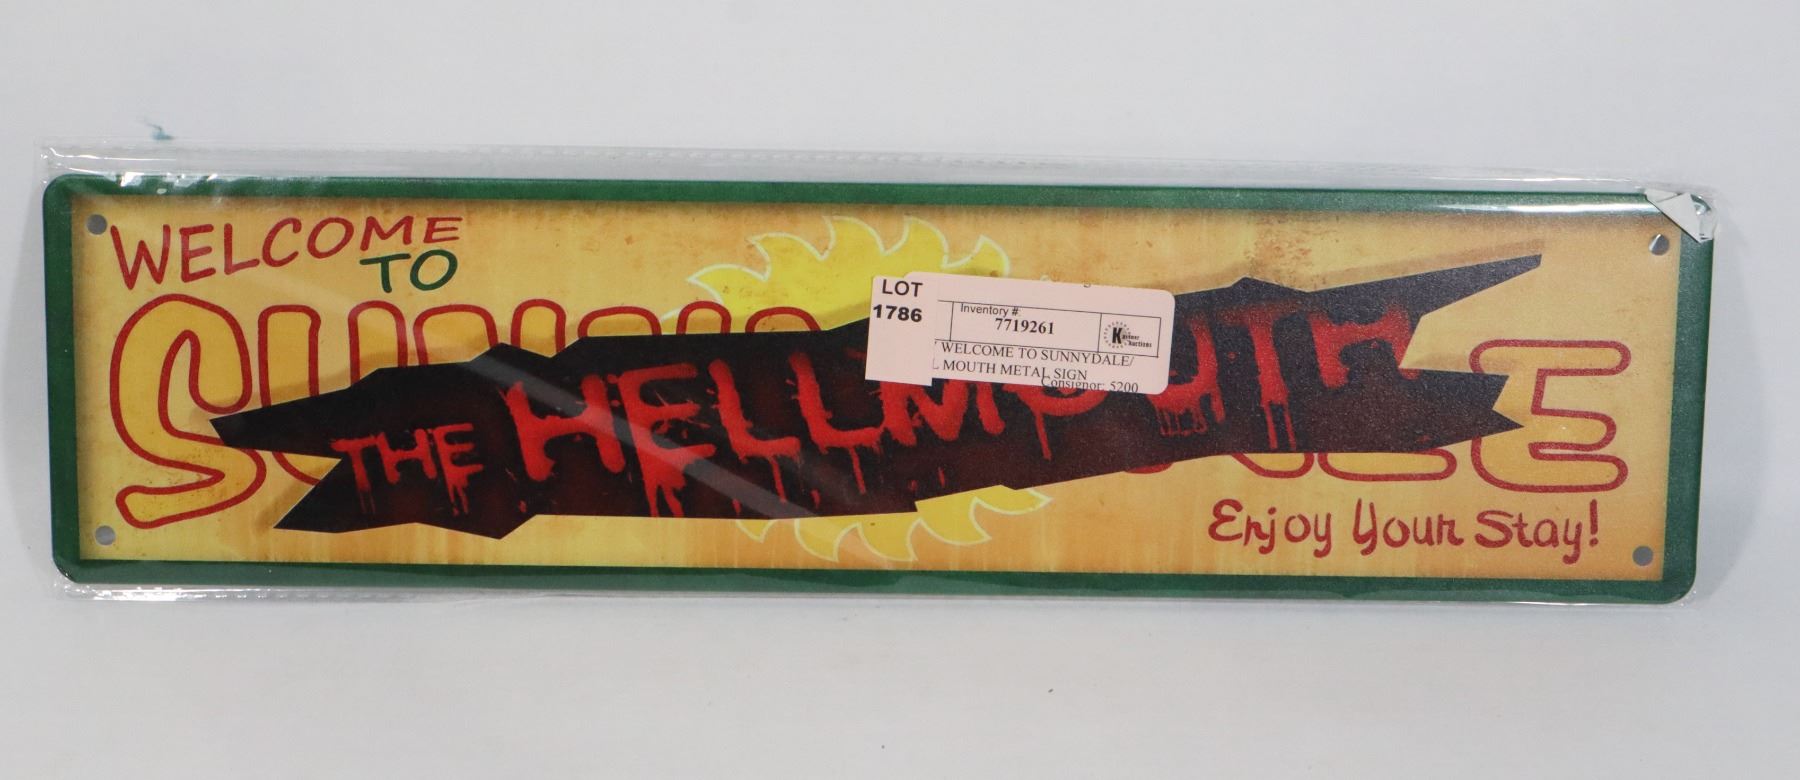 WELCOME
TO
THE HELLMOUTH
Enjoy Your Stay!
LOT
1786
Inventory #:
7719261
WELCOME TO SUNNYDALE/
MOUTH METAL SIGN
Consignor: 5200